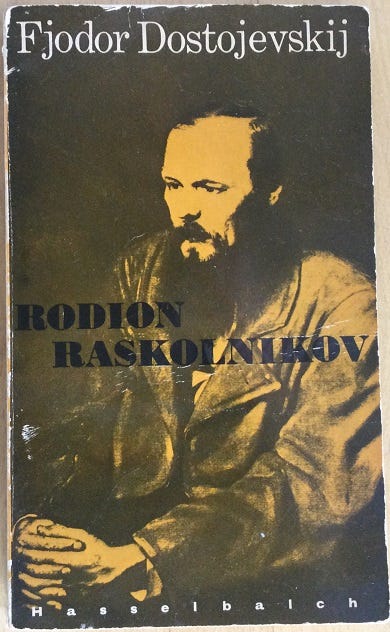 Fjodor Dostojevskij
RODION
RASKOLNIKOV
Hasselbalch